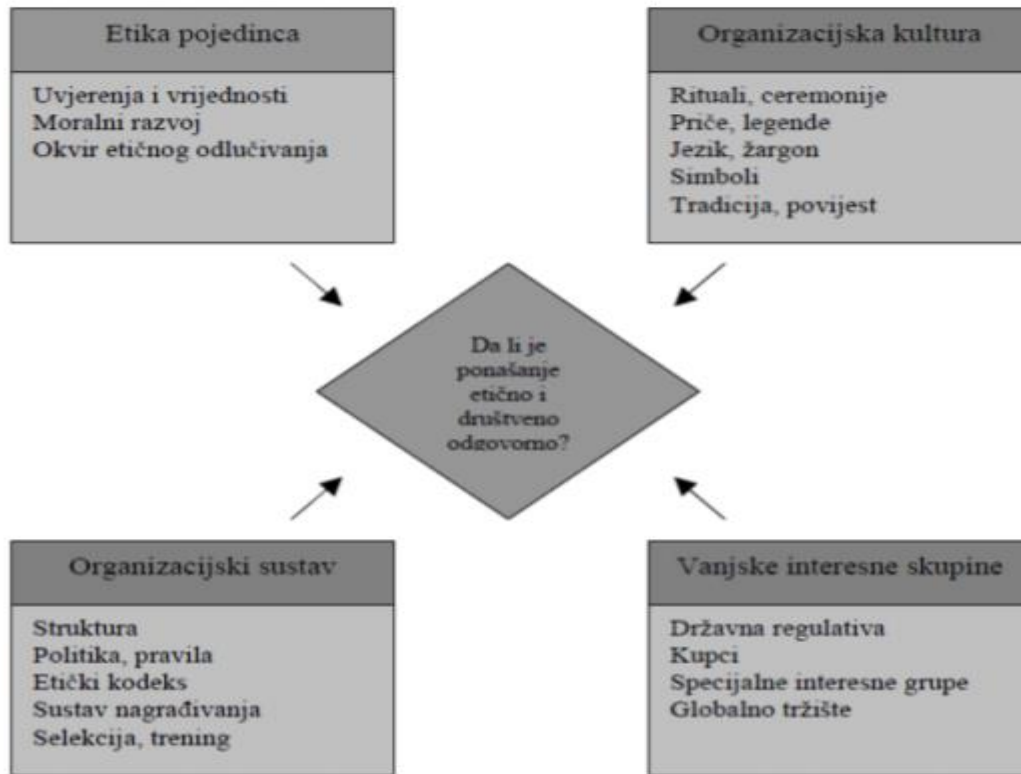 Etika pojedinca
Uvjerenja i vrijednosti
Moralni razvoj
Okvir etičnog odlučivanja
Organizacijska kultura
Rituali, ceremonije
Priče, legende
Jezik, žargon
Simboli
Tradicija, povijest
Da li je
ponašanje
etično i
društveno
odgovorno?
Organizacijski sustav
Struktura
Politika, pravila
Etički kodeks
Sustav nagrađivanja
Selekcija, trening
Vanjske interesne skupine
Državna regulativa
Kupci
Specijalne interesne grupe
Globalno tržište